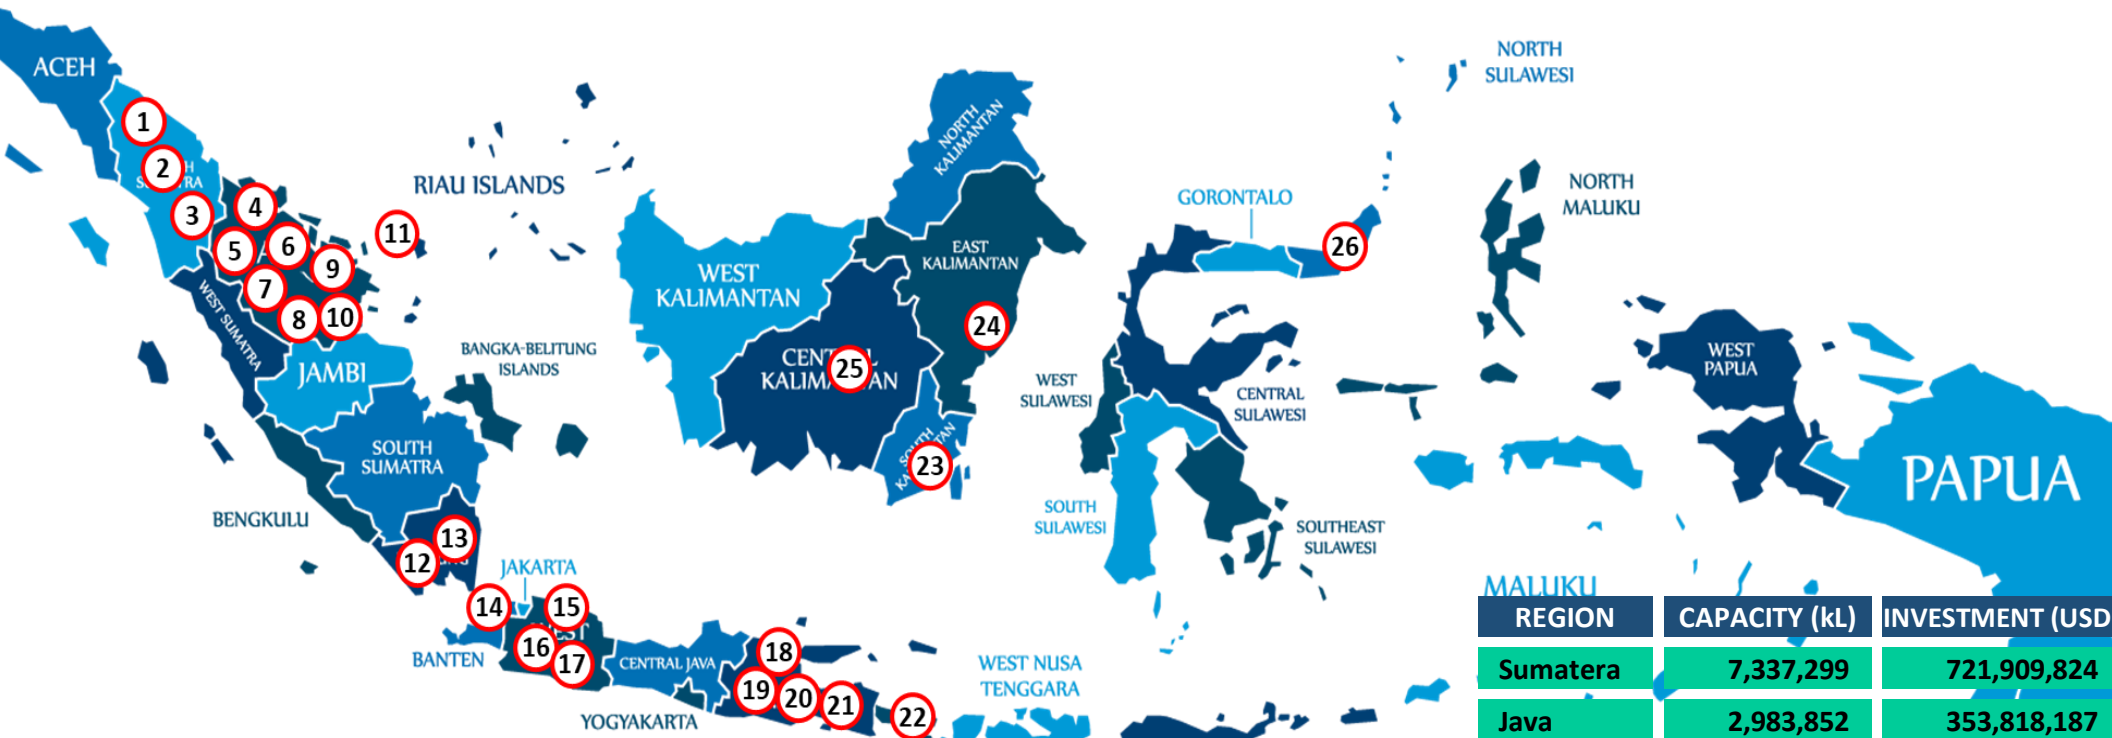 ACEH
1
2
3
4
5
6
7
8
9
10
11
RIAU ISLANDS
WEST SUMATRA
JAMBI
BANGKA-BELITUNG
ISLANDS
SOUTH
SUMATRA
BENGKULU
12
13
JAKARTA
14
15
16
17
BANTEN
CENTRAL JAVA
YOGYAKARTA
18
19
20
21
22
WEST NUSA
TENGGARA
NORTH
KALIMANTAN
EAST
KALIMANTAN
WEST
KALIMANTAN
24
25
23
GORONTALO
26
NORTH
SULAWESI
NORTH
MALUKU
WEST
SULAWESI
CENTRAL
SULAWESI
SOUTH
SULAWESI
SOUTHEAST
SULAWESI
WEST
PAPUA
PAPUA
MALUKU
REGION CAPACITY (kL) INVESTMENT (USD
Sumatera 7,337,299 721,909,824
Java 2,983,852 353,818,187